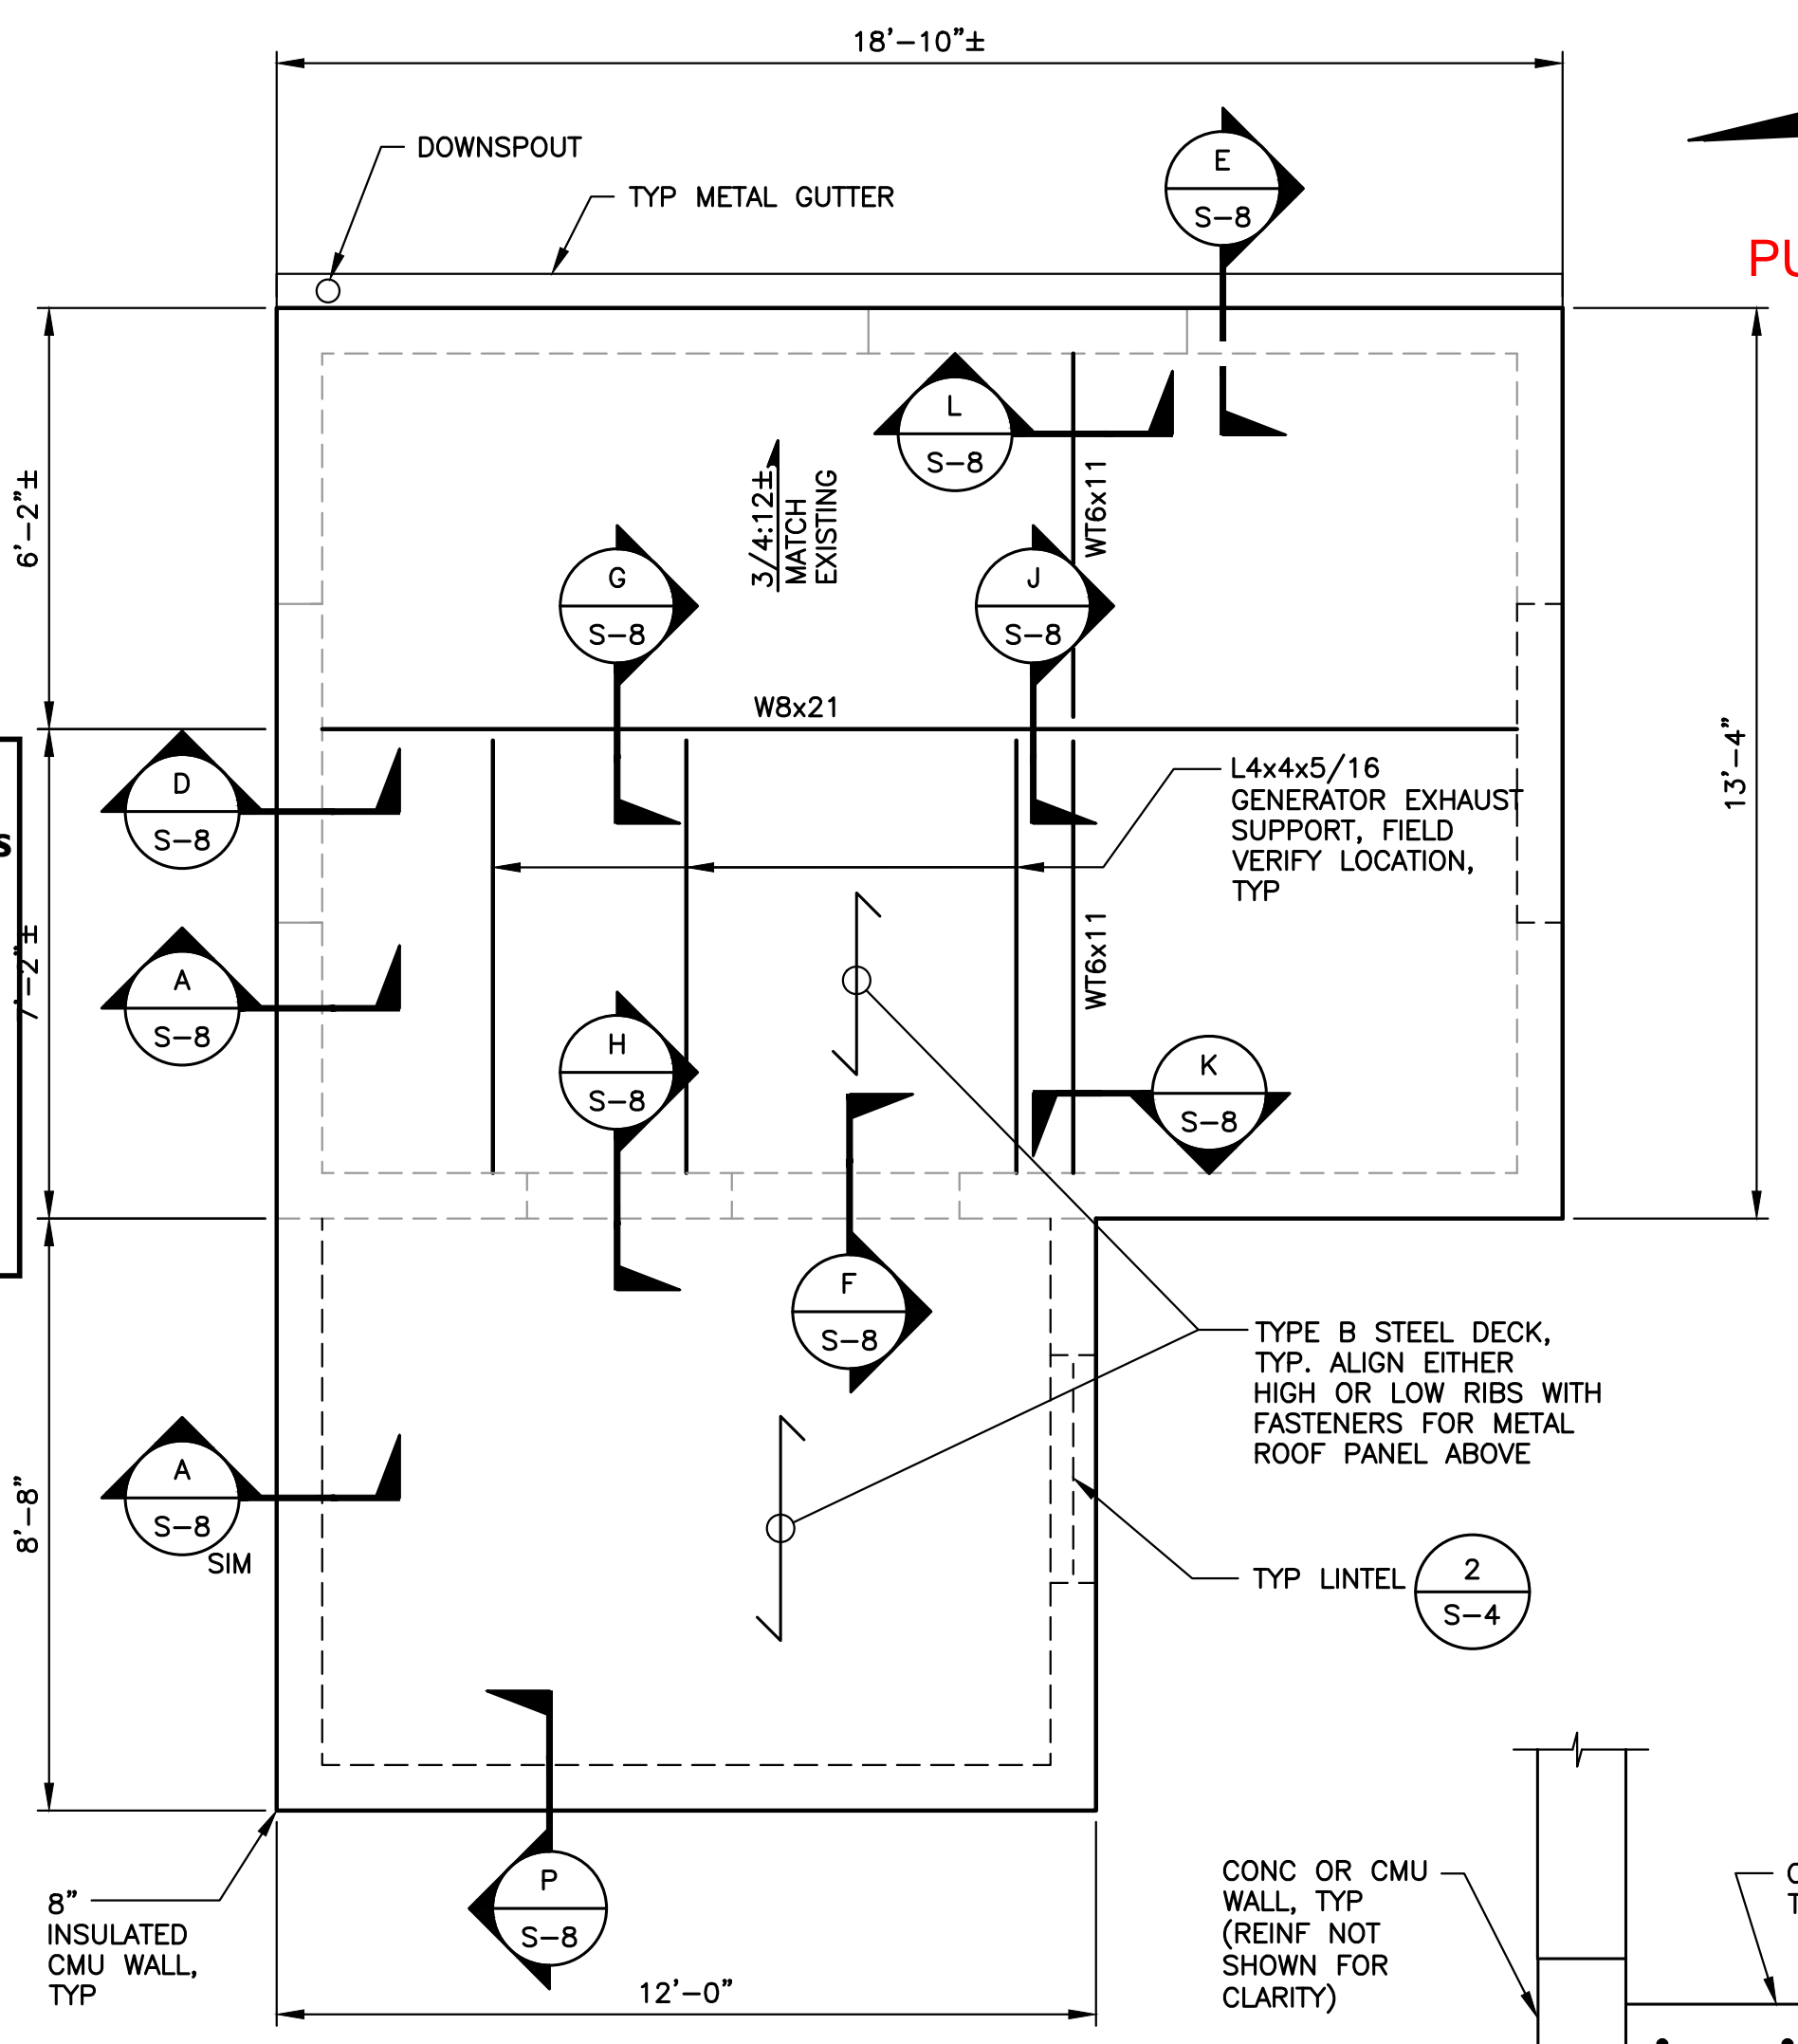 18'-10"±
DOWNSPOUT
TYP METAL GUTTER
E
S-8
PU
L
S-8
6'-2"±
3/4:12±
MATCH
EXISTING
WT6x11
G
S-8
J
S-8
W8x21
13'-4"
D
S-8
s
L4x4x5/16
GENERATOR EXHAUST
SUPPORT, FIELD
VERIFY LOCATION,
TYP
7'-2"±
A
S-8
WT6x11
H
S-8
K
S-8
F
S-8
TYPE B STEEL DECK,
TYP. ALIGN EITHER
HIGH OR LOW RIBS WITH
FASTENERS FOR METAL
ROOF PANEL ABOVE
8'-8"
A
S-8
SIM
TYP LINTEL
2
S-4
P
S-8
8"
INSULATED
CMU WALL,
TYP
12'-0"
CONC OR CMU
WALL, TYP
(REINF NOT
SHOWN FOR
CLARITY)